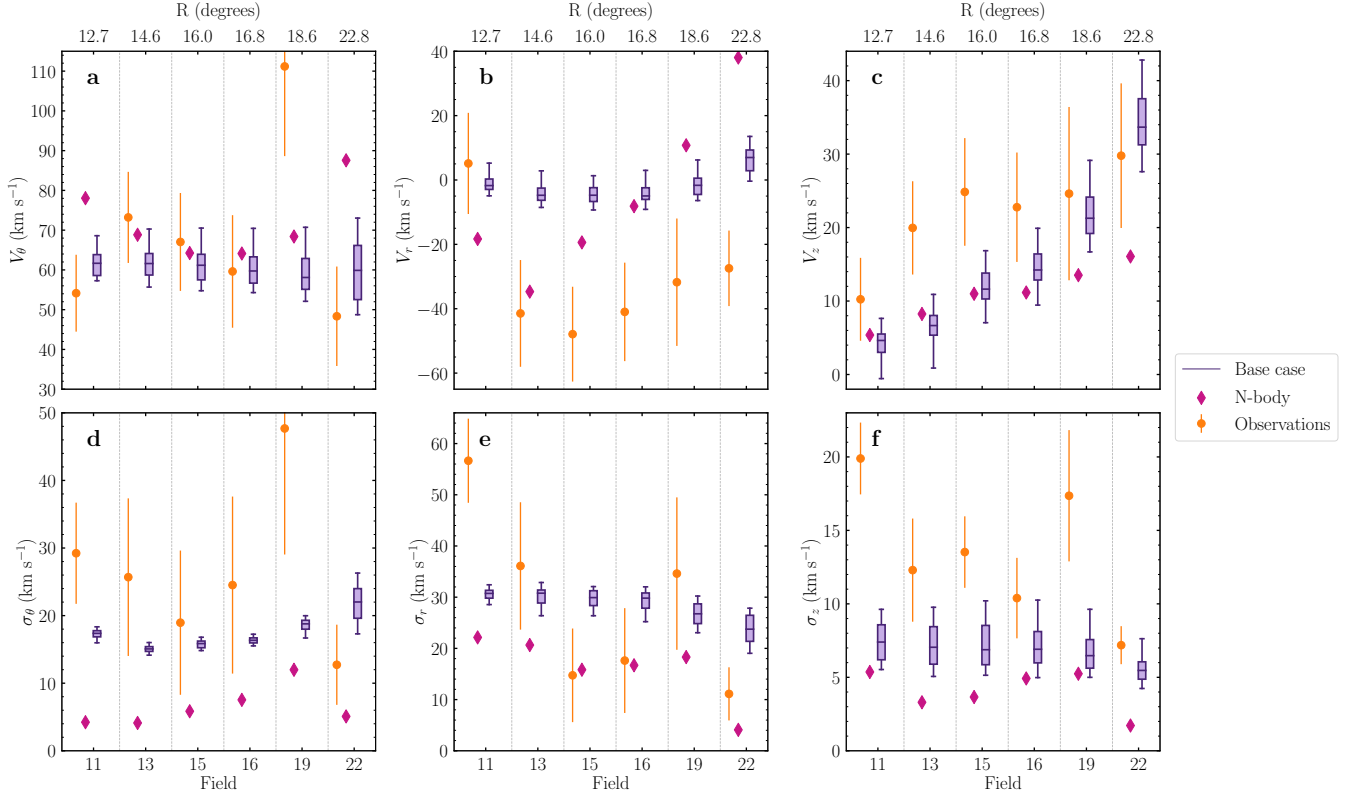 R (degrees)
R (degrees)
R (degrees)
12.7 14.6 16.0 16.8 18.6 22.8
12.7 14.6 16.0 16.8 18.6 22.8
12.7 14.6 16.0 16.8 18.6 22.8
a
110
100
90
80
70
60
50
40
30
V_θ (km s⁻¹)
b
40
20
0
−20
−40
−60
V_r (km s⁻¹)
c
40
30
20
10
0
V_z (km s⁻¹)
Base case
N-body
Observations
d
50
40
30
20
10
0
σ_θ (km s⁻¹)
11 13 15 16 19 22
Field
e
60
50
40
30
20
10
0
σ_r (km s⁻¹)
11 13 15 16 19 22
Field
f
20
15
10
5
0
σ_z (km s⁻¹)
11 13 15 16 19 22
Field